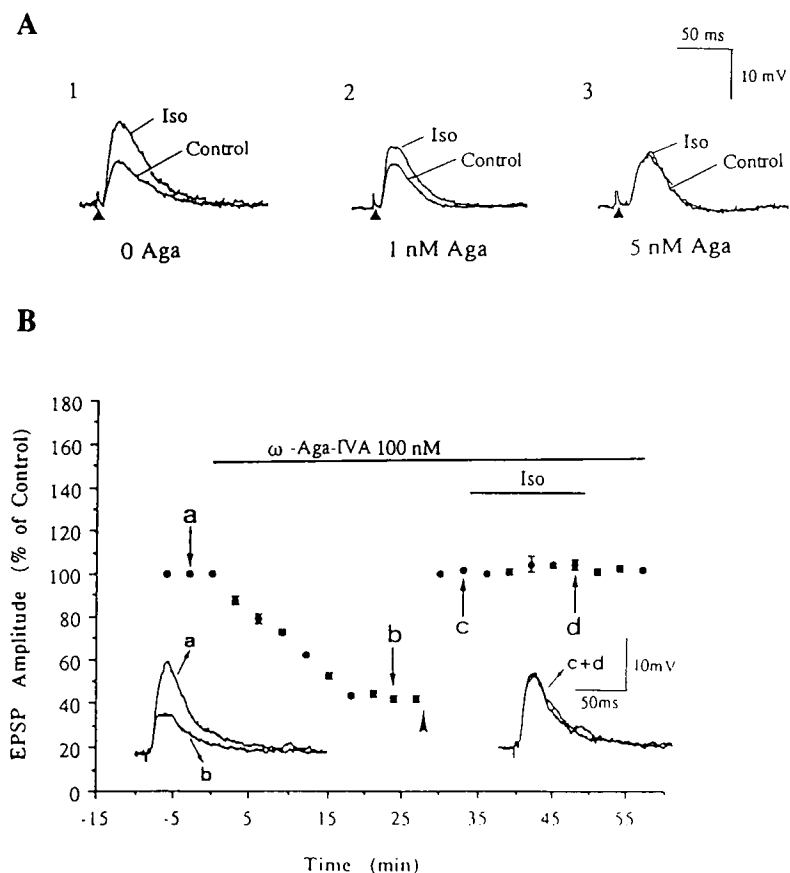 A
50 ms
10 mV
1
2
3
Iso
Control
Iso
Control
Iso
Control
0 Aga
1 nM Aga
5 nM Aga
B
EPSP Amplitude (% of Control)
180
160
140
120
100
80
60
40
20
0
ω -Aga-IVA 100 nM
Iso
a
b
c
d
a
b
c+d
10mV
50ms
-15
-5
5
15
25
35
45
55
Time (min)